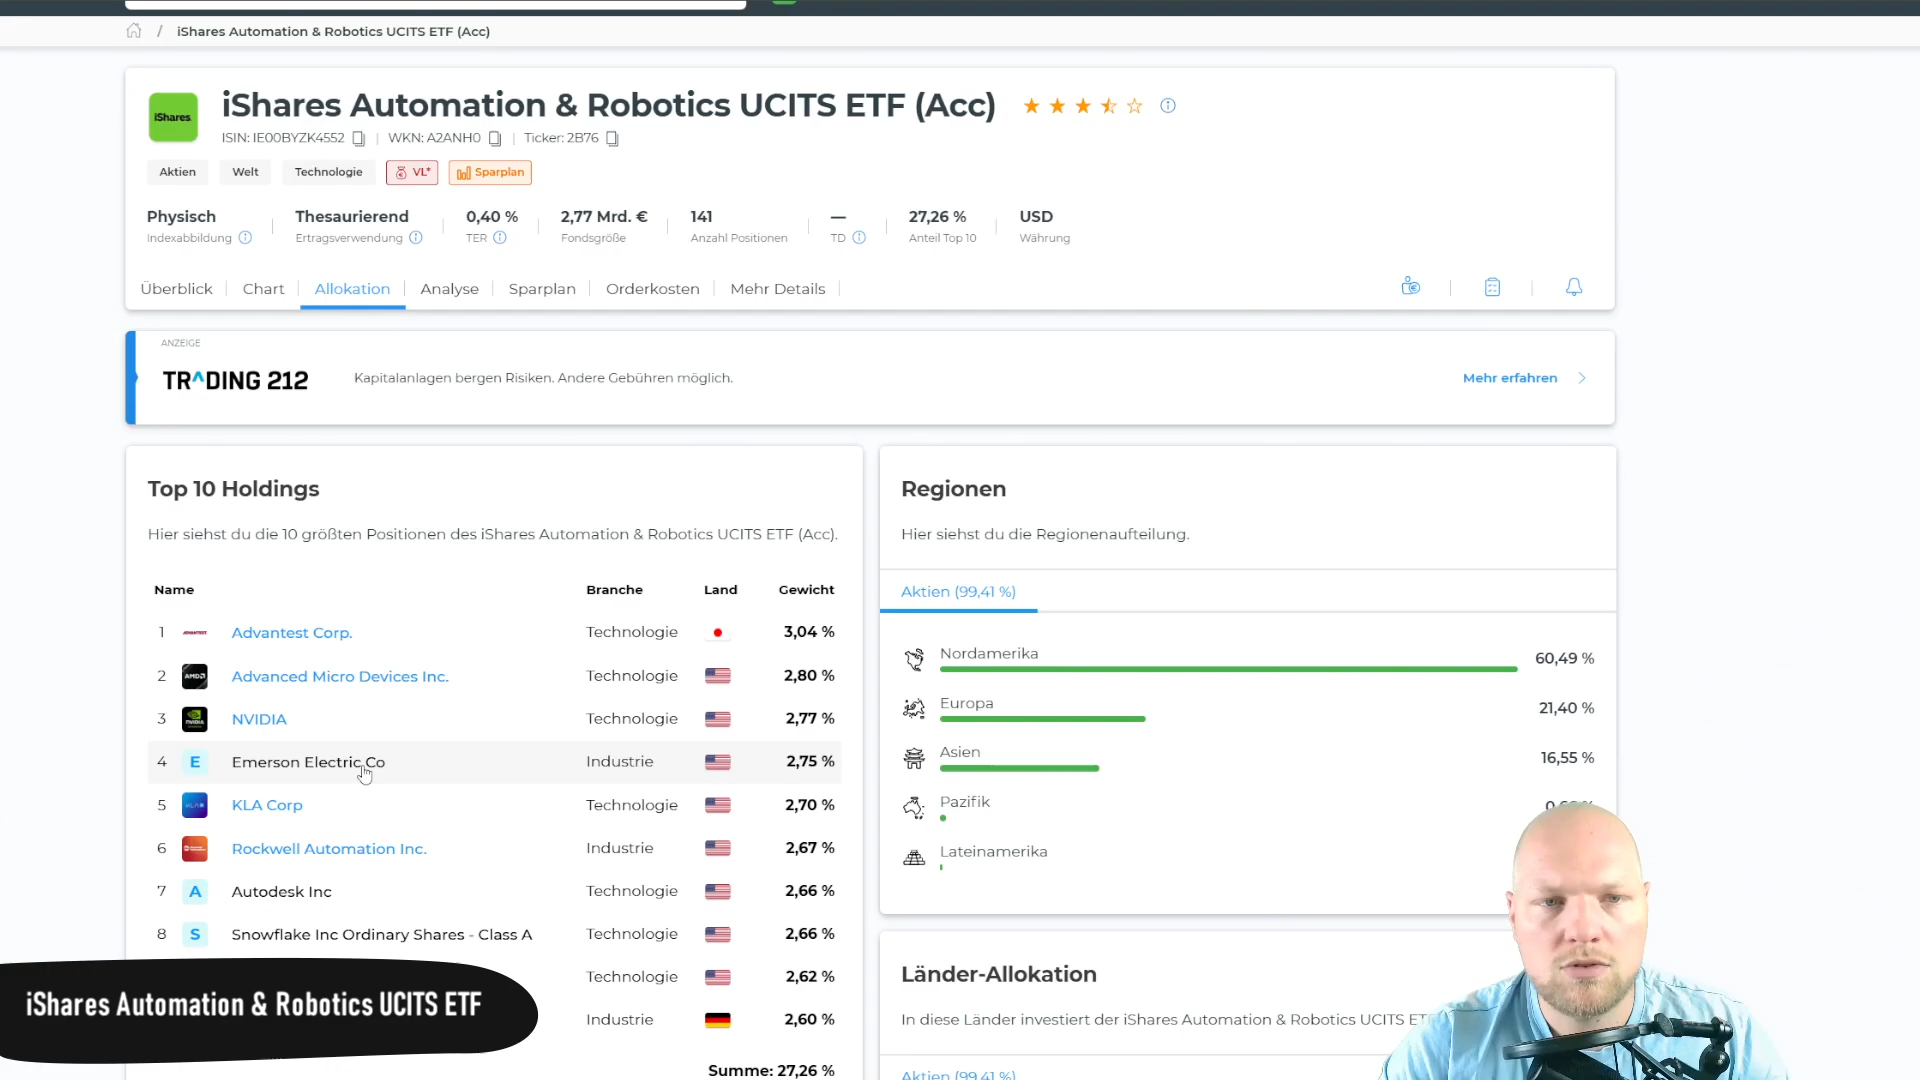 iShares Automation & Robotics UCITS ETF (Acc)
iShares
iShares Automation & Robotics UCITS ETF (Acc)
ISIN: IE00BYZK4552 | WKN: A2ANH0 | Ticker: 2B76
Aktien Welt Technologie VL* Sparplan
Physisch Thesaurierend 0,40 % 2,77 Mrd. € 141 — 27,26 % USD
Indexabbildung Ertragsverwendung TER Fondsgröße Anzahl Positionen TD Anteil Top 10 Währung
Überblick Chart Allokation Analyse Sparplan Orderkosten Mehr Details
ANZEIGE
TRADING 212 Kapitalanlagen bergen Risiken. Andere Gebühren möglich. Mehr erfahren
Top 10 Holdings
Hier siehst du die 10 größten Positionen des iShares Automation & Robotics UCITS ETF (Acc).
Name Branche Land Gewicht
1 Advantest Corp. Technologie 3,04 %
2 AMD Advanced Micro Devices Inc. Technologie 2,80 %
3 NVIDIA Technologie 2,77 %
4 E Emerson Electric Co Industrie 2,75 %
5 KLA Corp Technologie 2,70 %
6 Rockwell Automation Inc. Industrie 2,67 %
7 A Autodesk Inc Technologie 2,66 %
8 S Snowflake Inc Ordinary Shares - Class A Technologie 2,66 %
Technologie 2,62 %
Industrie 2,60 %
Summe: 27,26 %
Regionen
Hier siehst du die Regionenaufteilung.
Aktien (99,41 %)
Nordamerika 60,49 %
Europa 21,40 %
Asien 16,55 %
Pazifik
Lateinamerika
Länder-Allokation
In diese Länder investiert der iShares Automation & Robotics UCITS
Aktien (99,41 %)
iShares Automation & Robotics UCITS ETF